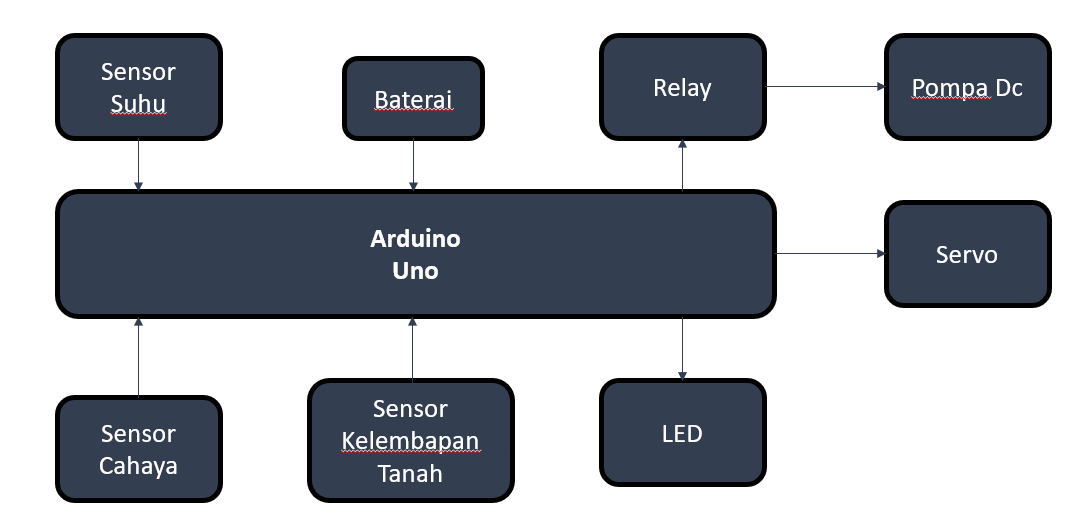 Sensor
Suhu
Baterai
Relay
Pompa Dc
Arduino
Uno
Servo
Sensor
Cahaya
Sensor
Kelembapan
Tanah
LED